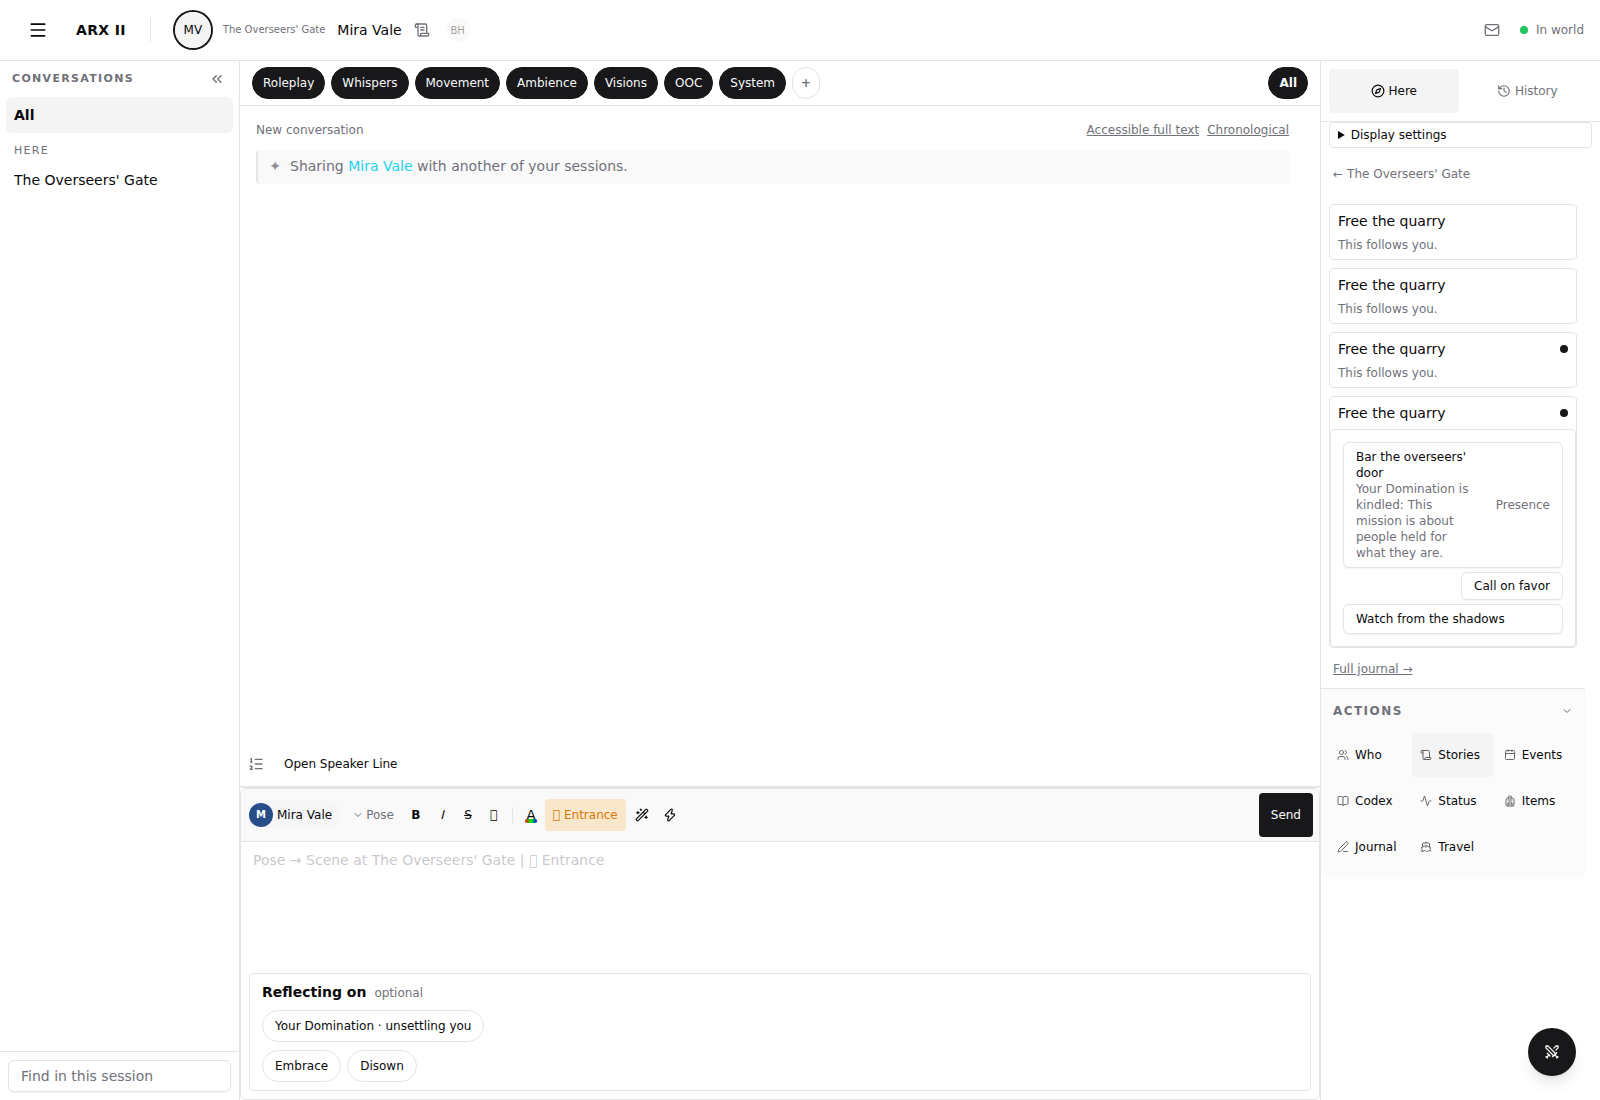 ARX II
MV
The Overseers' Gate
Mira Vale
BH
In world
CONVERSATIONS
All
HERE
The Overseers' Gate
Find in this session
Roleplay
Whispers
Movement
Ambience
Visions
OOC
System
+
All
New conversation
Accessible full text
Chronological
Sharing Mira Vale with another of your sessions.
Open Speaker Line
M
Mira Vale
Pose
B
I
S
A
Entrance
Send
Pose → Scene at The Overseers' Gate | Entrance
Reflecting on optional
Your Domination · unsettling you
Embrace
Disown
Here
History
Display settings
← The Overseers' Gate
Free the quarry
This follows you.
Free the quarry
This follows you.
Free the quarry
This follows you.
Free the quarry
Bar the overseers'
door
Your Domination is
kindled: This
mission is about
people held for
what they are.
Presence
Call on favor
Watch from the shadows
Full journal →
ACTIONS
Who
Stories
Events
Codex
Status
Items
Journal
Travel